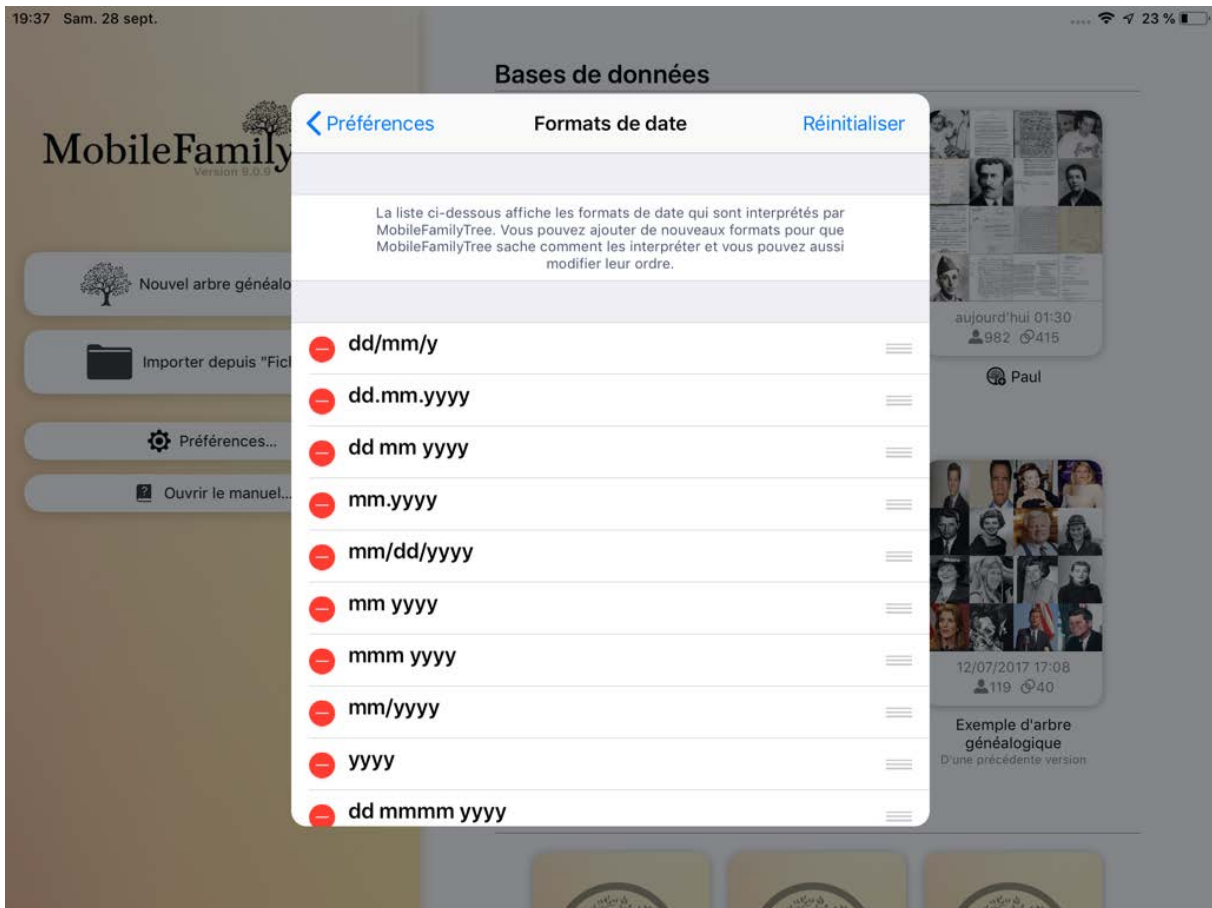 19:37 Sam. 28 sept.
23 %
Bases de données
MobileFamily
Version 9.0.9
Préférences
Formats de date
Réinitialiser
La liste ci-dessous affiche les formats de date qui sont interprétés par
MobileFamilyTree. Vous pouvez ajouter de nouveaux formats pour que
MobileFamilyTree sache comment les interpréter et vous pouvez aussi
modifier leur ordre.
Nouvel arbre généalo
Importer depuis "Fich
Préférences...
Ouvrir le manuel...
dd/mm/y
dd.mm.yyyy
dd mm yyyy
mm.yyyy
mm/dd/yyyy
mm yyyy
mmm yyyy
mm/yyyy
yyyy
dd mmmm yyyy
aujourd'hui 01:30
982 415
Paul
12/07/2017 17:08
119 40
Exemple d'arbre
généalogique
D'une précédente version